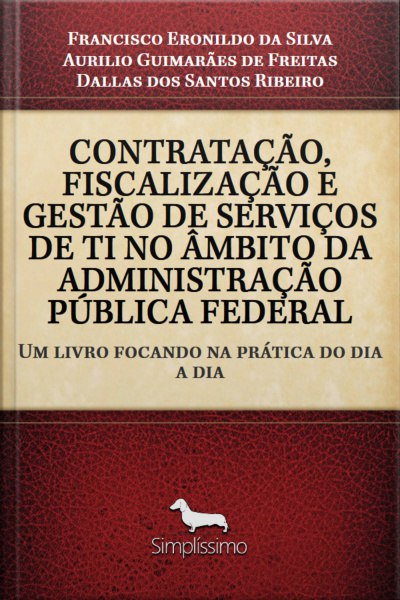 Francisco Eronildo da Silva
Aurilio Guimarães de Freitas
Dallas dos Santos Ribeiro
CONTRATAÇÃO,
FISCALIZAÇÃO E
GESTÃO DE SERVIÇOS
DE TI NO ÂMBITO DA
ADMINISTRAÇÃO
PÚBLICA FEDERAL
Um livro focando na prática do dia
a dia
Simplíssimo